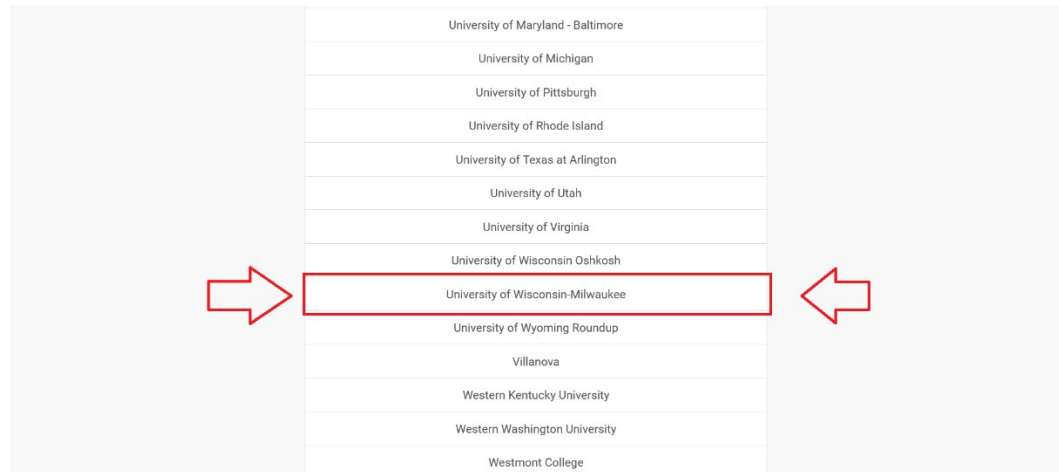 University of Maryland - Baltimore
University of Michigan
University of Pittsburgh
University of Rhode Island
University of Texas at Arlington
University of Utah
University of Virginia
University of Wisconsin Oshkosh
University of Wisconsin-Milwaukee
University of Wyoming Roundup
Villanova
Western Kentucky University
Western Washington University
Westmont College